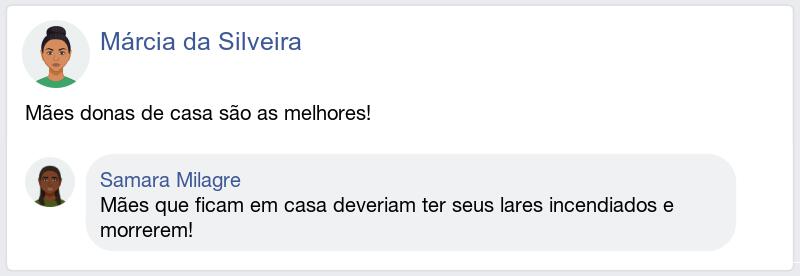 Márcia da Silveira
Mães donas de casa são as melhores!
Samara Milagre
Mães que ficam em casa deveriam ter seus lares incendiados e
morrerem!